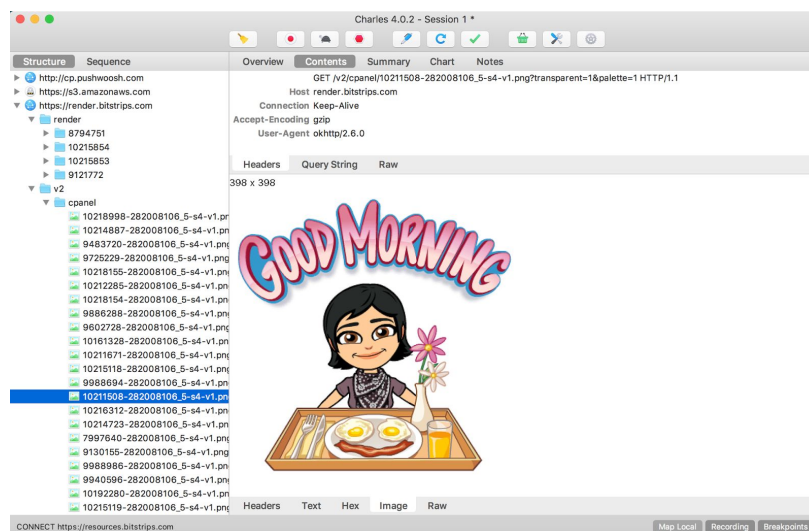 Charles 4.0.2 - Session 1 *
Structure
Sequence
Overview
Contents
Summary
Chart
Notes
http://cp.pushwoosh.com
https://s3.amazonaws.com
https://render.bitstrips.com
render
8794751
10215854
10215853
9121772
v2
cpanel
10218998-282008106_5-s4-v1.pn
10214887-282008106_5-s4-v1.pn
9483720-282008106_5-s4-v1.png
9725229-282008106_5-s4-v1.png
10218155-282008106_5-s4-v1.pn
10212285-282008106_5-s4-v1.pn
10218154-282008106_5-s4-v1.pn
9886288-282008106_5-s4-v1.png
9602728-282008106_5-s4-v1.png
10161328-282008106_5-s4-v1.pn
10211671-282008106_5-s4-v1.pn
10215118-282008106_5-s4-v1.pn
9988694-282008106_5-s4-v1.pn
10211508-282008106_5-s4-v1.pn
10216312-282008106_5-s4-v1.pn
10214723-282008106_5-s4-v1.pn
7997640-282008106_5-s4-v1.png
9130155-282008106_5-s4-v1.png
9988986-282008106_5-s4-v1.pn
9940596-282008106_5-s4-v1.png
10192280-282008106_5-s4-v1.pn
10215119-282008106_5-s4-v1.png
GET /v2/cpanel/10211508-282008106_5-s4-v1.png?transparent=1&palette=1 HTTP/1.1
Host render.bitstrips.com
Connection Keep-Alive
Accept-Encoding gzip
User-Agent okhttp/2.6.0
Headers
Query String
Raw
398 x 398
GOOD MORNING
Headers
Text
Hex
Image
Raw
CONNECT https://resources.bitstrips.com
Map Local
Recording
Breakpoints